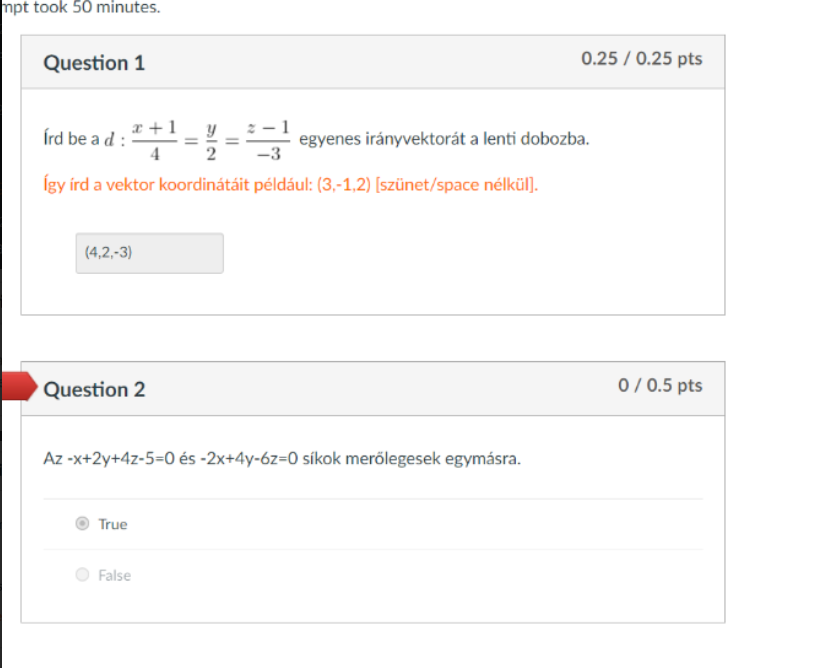 mpt took 50 minutes.
Question 1
0.25 / 0.25 pts
Írd be a d : x + 1 / 4 = y / 2 = z − 1 / −3 egyenes irányvektorát a lenti dobozba.
Így írd a vektor koordinátáit például: (3,-1,2) [szünet/space nélkül].
(4,2,-3)
Question 2
0 / 0.5 pts
Az -x+2y+4z-5=0 és -2x+4y-6z=0 síkok merőlegesek egymásra.
True
False